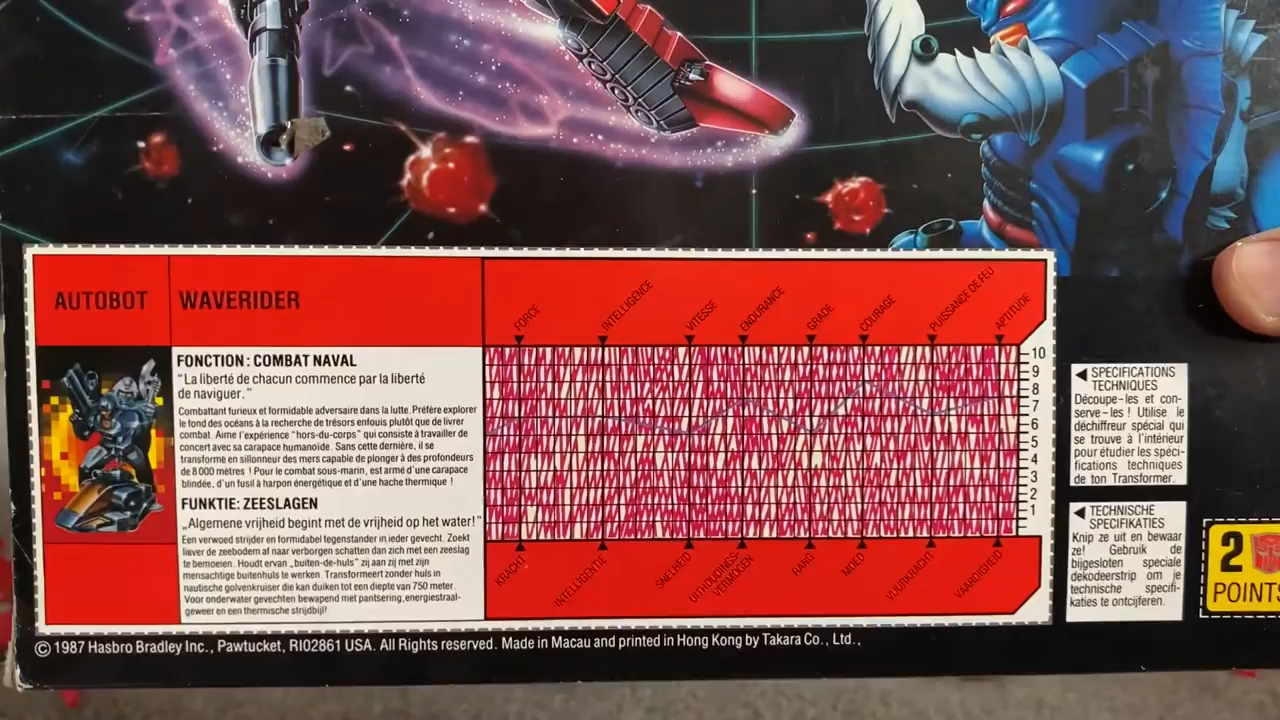 AUTOBOT
WAVERIDER
FONCTION: COMBAT NAVAL
"La liberté de chacun commence par la liberté
de naviguer."
Combattant furieux et formidable adversaire dans la lutte. Préfère explorer
le fond des océans à la recherche de trésors enfouis plutôt que de livrer
combat. Aime l'expérience "hors-du-corps" qui consiste à travailler de
concert avec sa carapace humanoïde. Sans cette dernière, il se
transforme en sillonneur des mers capable de plonger à des profondeurs
de 8000 mètres ! Pour le combat sous-marin, est armé d'une carapace
blindée, d'un fusil à harpon énergétique et d'une hache thermique !
FUNKTIE: ZEESLAGEN
„Algemene vrijheid begint met de vrijheid op het water!"
Een verwoed strijder en formidabel tegenstander in ieder gevecht. Zoekt
liever de zeebodem af naar verborgen schatten dan zich met een zeeslag
te bemoeien. Houdt ervan „buiten-de-huls" zij aan zij met zijn
mensachtige buitenhuls te werken. Transformeert zonder huls in
nautische golvenkruiser die kan duiken tot een diepte van 750 meter.
Voor onderwater gevechten bewapend met pantsering, energiestraal-
geweer en een thermische strijdbijl!
FORCE
INTELLIGENCE
VITESSE
ENDURANCE
GRADE
COURAGE
PUISSANCE DE FEU
APTITUDE
10
9
8
7
6
5
4
3
2
1
KRACHT
INTELLIGENTIE
SNELHEID
UITHOUDINGS-
VERMOGEN
RANG
MOED
VUURKRACHT
VAARDIGHEID
SPECIFICATIONS
TECHNIQUES
Découpe-les et con-
serve-les ! Utilise le
déchiffreur spécial qui
se trouve à l'intérieur
pour étudier les spéci-
fications techniques
de ton Transformer.
TECHNISCHE
SPECIFIKATIES
Knip ze uit en bewaar
ze! Gebruik de
bijgesloten speciale
dekodeerstrip om je
technische specifi-
katies te ontcijferen.
2
POINTS
© 1987 Hasbro Bradley Inc., Pawtucket, RI02861 USA. All Rights reserved. Made in Macau and printed in Hong Kong by Takara Co., Ltd.,